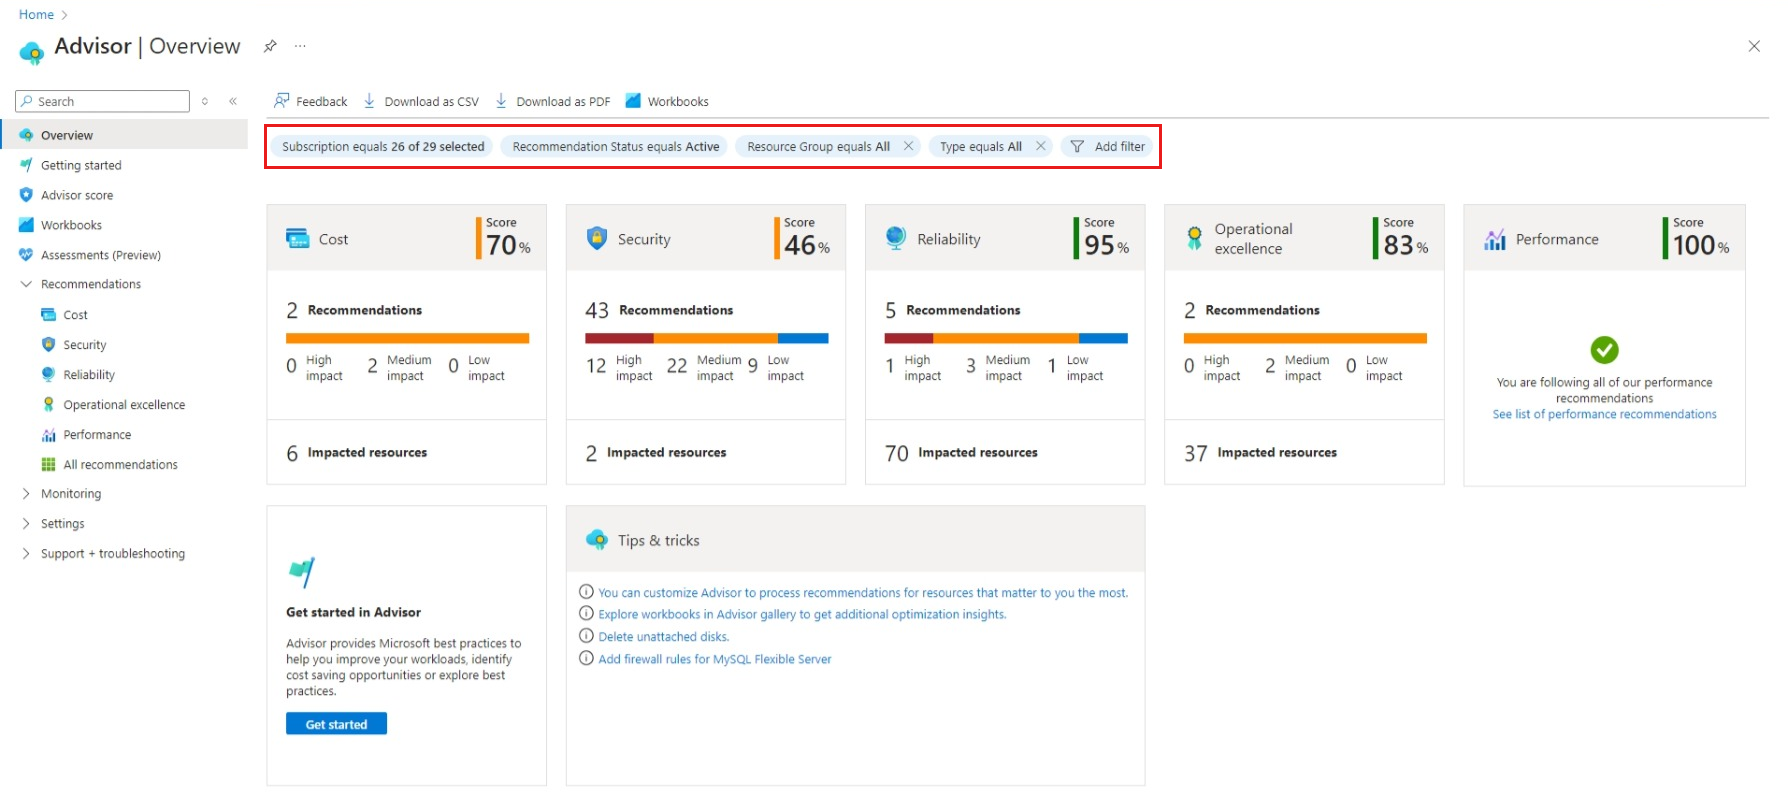 Home
Advisor | Overview
Search
Feedback
Download as CSV
Download as PDF
Workbooks
Overview
Getting started
Advisor score
Workbooks
Assessments (Preview)
Recommendations
Cost
Security
Reliability
Operational excellence
Performance
All recommendations
Monitoring
Settings
Support + troubleshooting
Subscription equals 26 of 29 selected
Recommendation Status equals Active
Resource Group equals All
Type equals All
Add filter
Cost
Score
70%
2 Recommendations
0 High impact
2 Medium impact
0 Low impact
6 Impacted resources
Security
Score
46%
43 Recommendations
12 High impact
22 Medium impact
9 Low impact
2 Impacted resources
Reliability
Score
95%
5 Recommendations
1 High impact
3 Medium impact
1 Low impact
70 Impacted resources
Operational
excellence
Score
83%
2 Recommendations
0 High impact
2 Medium impact
0 Low impact
37 Impacted resources
Performance
Score
100%
You are following all of our performance
recommendations
See list of performance recommendations
Get started in Advisor
Advisor provides Microsoft best practices to
help you improve your workloads, identify
cost saving opportunities or explore best
practices.
Get started
Tips & tricks
You can customize Advisor to process recommendations for resources that matter to you the most.
Explore workbooks in Advisor gallery to get additional optimization insights.
Delete unattached disks.
Add firewall rules for MySQL Flexible Server